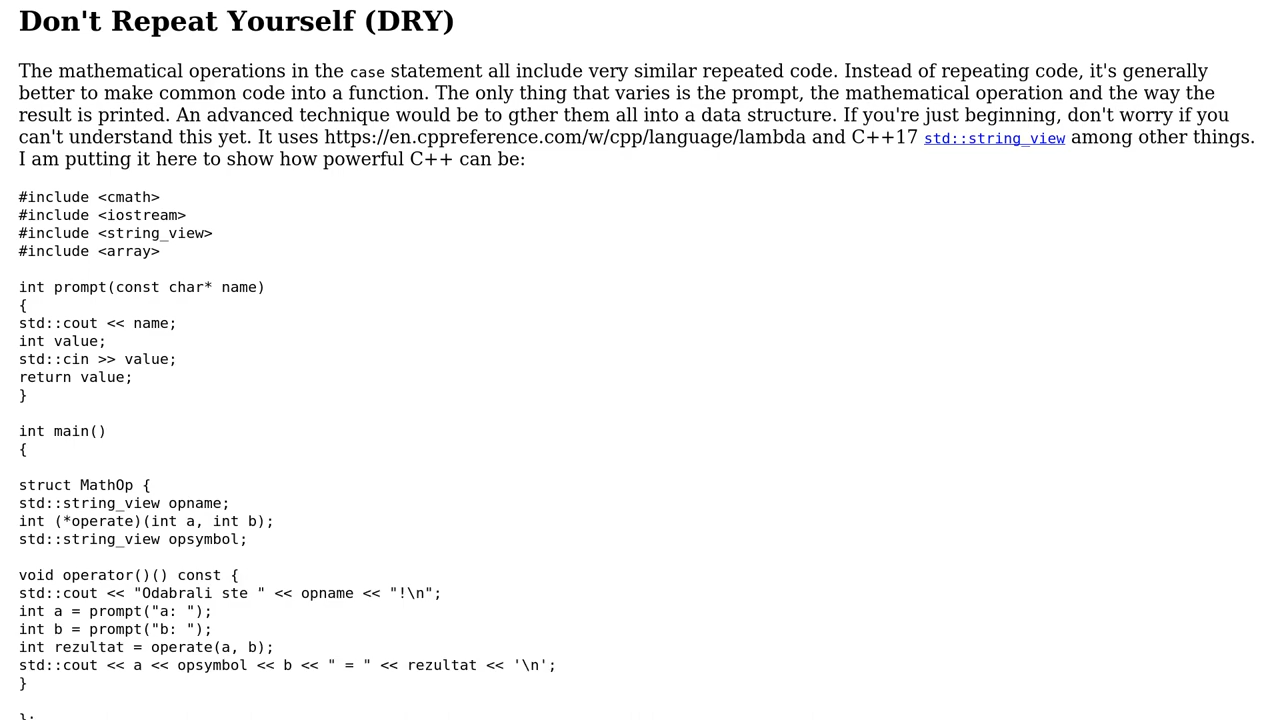 Don't Repeat Yourself (DRY)
The mathematical operations in the case statement all include very similar repeated code. Instead of repeating code, it's generally
better to make common code into a function. The only thing that varies is the prompt, the mathematical operation and the way the
result is printed. An advanced technique would be to gther them all into a data structure. If you're just beginning, don't worry if you
can't understand this yet. It uses https://en.cppreference.com/w/cpp/language/lambda and C++17 std::string_view among other things.
I am putting it here to show how powerful C++ can be:
#include <cmath>
#include <iostream>
#include <string_view>
#include <array>
int prompt(const char* name)
{
std::cout << name;
int value;
std::cin >> value;
return value;
}
int main()
{
struct MathOp {
std::string_view opname;
int (*operate)(int a, int b);
std::string_view opsymbol;
void operator()() const {
std::cout << "Odabrali ste " << opname << "!\n";
int a = prompt("a: ");
int b = prompt("b: ");
int rezultat = operate(a, b);
std::cout << a << opsymbol << b << " = " << rezultat << '\n';
}
};